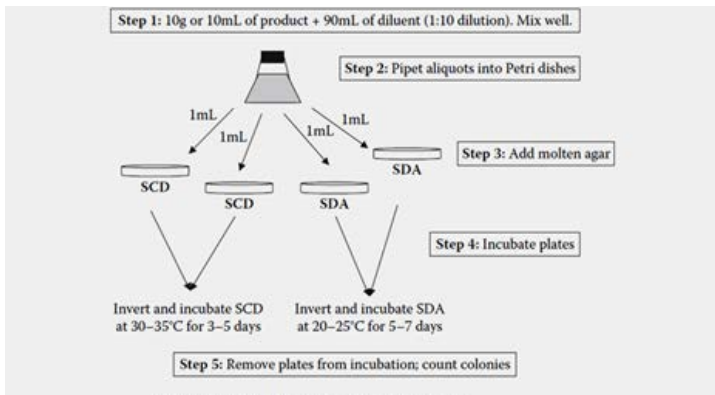 Step 1: 10g or 10mL of product + 90mL of diluent (1:10 dilution). Mix well.
Step 2: Pipet aliquots into Petri dishes
1mL
1mL
1mL
1mL
Step 3: Add molten agar
SCD
SCD
SDA
SDA
Step 4: Incubate plates
Invert and incubate SCD
at 30–35°C for 3–5 days
Invert and incubate SDA
at 20–25°C for 5–7 days
Step 5: Remove plates from incubation; count colonies